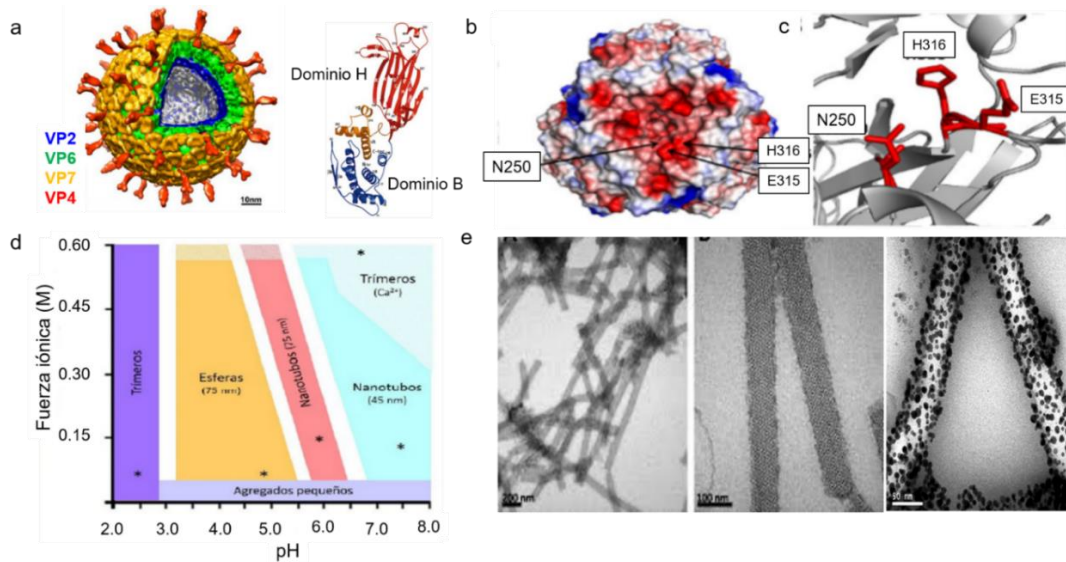 a
VP2
VP6
VP7
VP4
10nm
Dominio H
Dominio B
b
N250
H316
E315
c
H316
E315
N250
d
Fuerza iónica (M)
0.60
0.45
0.30
0.15
Trímeros
Esferas
(75 nm)
Nanotubos (75 nm)
Trímeros
(Ca²⁺)
Nanotubos
(45 nm)
*
*
*
*
*
Agregados pequeños
2.0 3.0 4.0 5.0 6.0 7.0 8.0
pH
e
200 nm
100 nm
50 nm